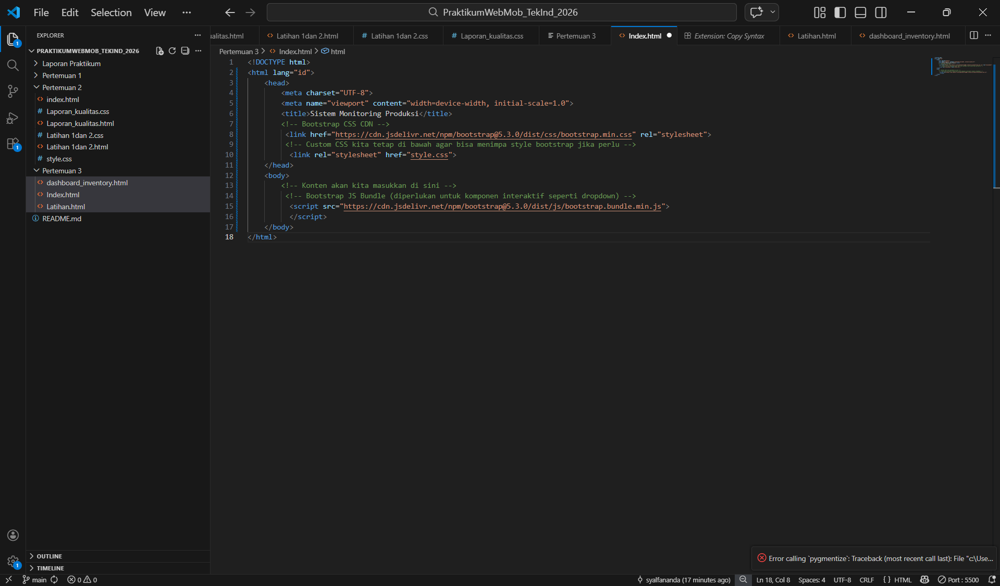 File Edit Selection View
PraktikumWebMob_TekInd_2026
EXPLORER
PRAKTIKUMWEBMOB_TEKIND_2026
Laporan Praktikum
Pertemuan 1
Pertemuan 2
index.html
Laporan_kualitas.css
Laporan_kualitas.html
Latihan 1dan 2.css
Latihan 1dan 2.html
style.css
Pertemuan 3
dashboard_inventory.html
Index.html
Latihan.html
README.md
OUTLINE
TIMELINE
ualitas.html Latihan 1dan 2.html Latihan 1dan 2.css Laporan_kualitas.css Pertemuan 3 Index.html Extension: Copy Syntax Latihan.html dashboard_inventory.html
Pertemuan 3 > Index.html > html
1 <!DOCTYPE html>
2 <html lang="id">
3 <head>
4 <meta charset="UTF-8">
5 <meta name="viewport" content="width=device-width, initial-scale=1.0">
6 <title>Sistem Monitoring Produksi</title>
7 <!-- Bootstrap CSS CDN -->
8 <link href="https://cdn.jsdelivr.net/npm/bootstrap@5.3.0/dist/css/bootstrap.min.css" rel="stylesheet">
9 <!-- Custom CSS kita tetap di bawah agar bisa menimpa style bootstrap jika perlu -->
10 <link rel="stylesheet" href="style.css">
11 </head>
12 <body>
13 <!-- Konten akan kita masukkan di sini -->
14 <!-- Bootstrap JS Bundle (diperlukan untuk komponen interaktif seperti dropdown) -->
15 <script src="https://cdn.jsdelivr.net/npm/bootstrap@5.3.0/dist/js/bootstrap.bundle.min.js">
16 </script>
17 </body>
18 </html>
Error calling `pygmentize`: Traceback (most recent call last): File "c:\Use...
main 0 0 syalfananda (17 minutes ago) Ln 18, Col 8 Spaces: 4 UTF-8 CRLF {} HTML Port : 5500
1
1
1